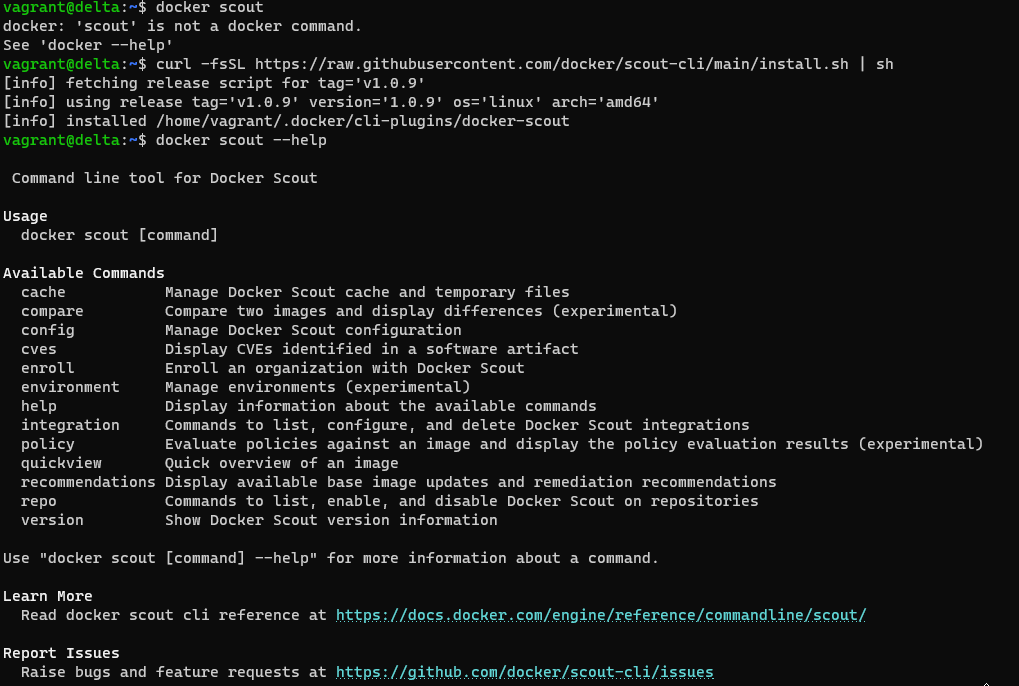 vagrant@delta:~$ docker scout
docker: 'scout' is not a docker command.
See 'docker --help'
vagrant@delta:~$ curl -fsSL https://raw.githubusercontent.com/docker/scout-cli/main/install.sh | sh
[info] fetching release script for tag='v1.0.9'
[info] using release tag='v1.0.9' version='1.0.9' os='linux' arch='amd64'
[info] installed /home/vagrant/.docker/cli-plugins/docker-scout
vagrant@delta:~$ docker scout --help
Command line tool for Docker Scout
Usage
docker scout [command]
Available Commands
cache Manage Docker Scout cache and temporary files
compare Compare two images and display differences (experimental)
config Manage Docker Scout configuration
cves Display CVEs identified in a software artifact
enroll Enroll an organization with Docker Scout
environment Manage environments (experimental)
help Display information about the available commands
integration Commands to list, configure, and delete Docker Scout integrations
policy Evaluate policies against an image and display the policy evaluation results (experimental)
quickview Quick overview of an image
recommendations Display available base image updates and remediation recommendations
repo Commands to list, enable, and disable Docker Scout on repositories
version Show Docker Scout version information
Use "docker scout [command] --help" for more information about a command.
Learn More
Read docker scout cli reference at https://docs.docker.com/engine/reference/commandline/scout/
Report Issues
Raise bugs and feature requests at https://github.com/docker/scout-cli/issues